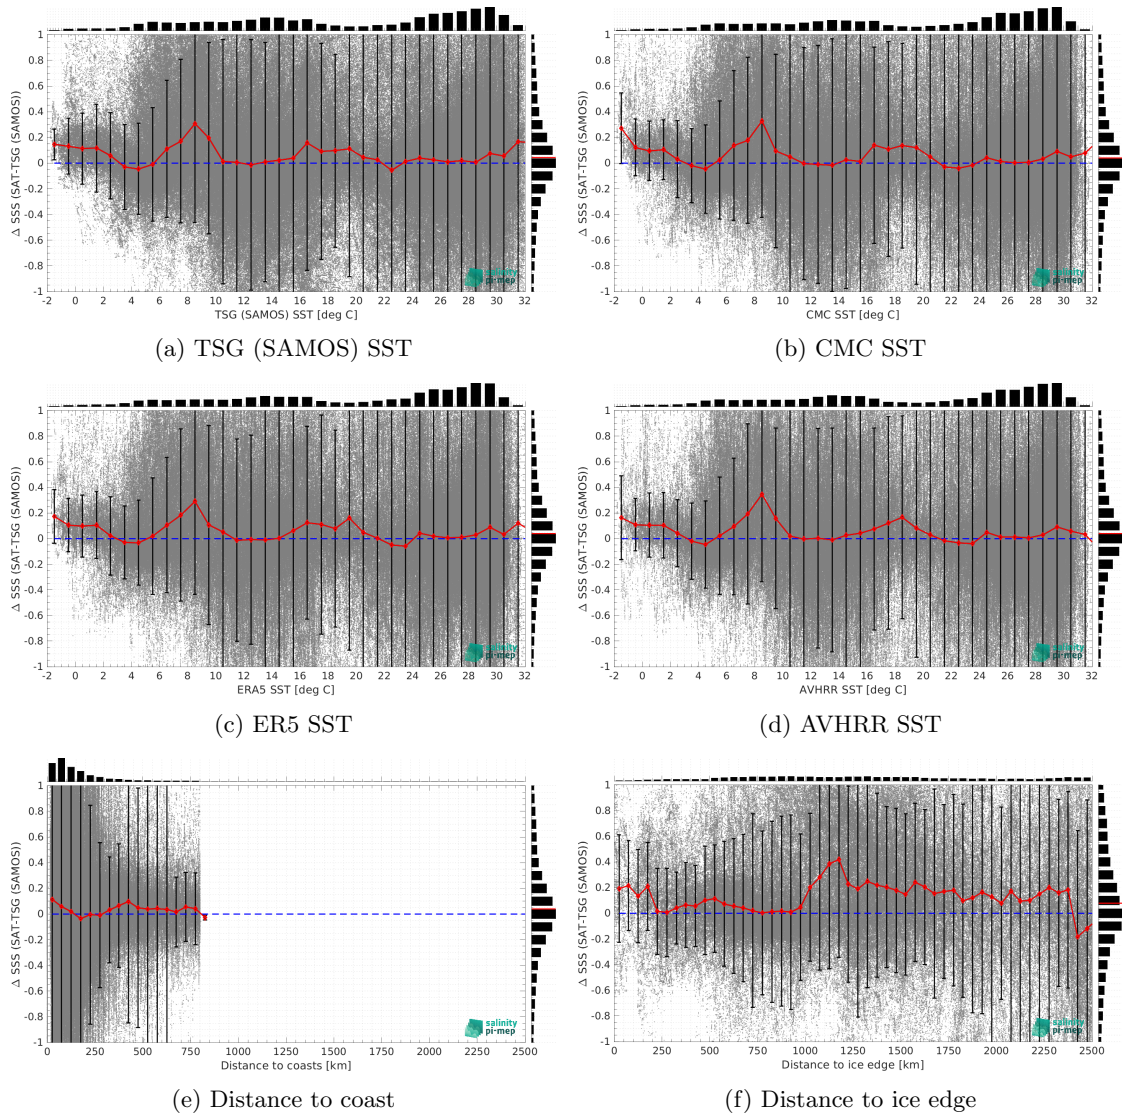 1
0.8
0.6
0.4
0.2
0
-0.2
-0.4
-0.6
-0.8
-1
Δ SSS (SAT-TSG (SAMOS))
salinity
pi-mep
-2 0 2 4 6 8 10 12 14 16 18 20 22 24 26 28 30 32
TSG (SAMOS) SST [deg C]
(a) TSG (SAMOS) SST
1
0.8
0.6
0.4
0.2
0
-0.2
-0.4
-0.6
-0.8
-1
Δ SSS (SAT-TSG (SAMOS))
salinity
pi-mep
-2 0 2 4 6 8 10 12 14 16 18 20 22 24 26 28 30 32
CMC SST [deg C]
(b) CMC SST
1
0.8
0.6
0.4
0.2
0
-0.2
-0.4
-0.6
-0.8
-1
Δ SSS (SAT-TSG (SAMOS))
salinity
pi-mep
-2 0 2 4 6 8 10 12 14 16 18 20 22 24 26 28 30 32
ERA5 SST [deg C]
(c) ER5 SST
1
0.8
0.6
0.4
0.2
0
-0.2
-0.4
-0.6
-0.8
-1
Δ SSS (SAT-TSG (SAMOS))
salinity
pi-mep
-2 0 2 4 6 8 10 12 14 16 18 20 22 24 26 28 30 32
AVHRR SST [deg C]
(d) AVHRR SST
1
0.8
0.6
0.4
0.2
0
-0.2
-0.4
-0.6
-0.8
-1
Δ SSS (SAT-TSG (SAMOS))
salinity
pi-mep
0 250 500 750 1000 1250 1500 1750 2000 2250 2500
Distance to coasts [km]
(e) Distance to coast
1
0.8
0.6
0.4
0.2
0
-0.2
-0.4
-0.6
-0.8
-1
Δ SSS (SAT-TSG (SAMOS))
salinity
pi-mep
0 250 500 750 1000 1250 1500 1750 2000 2250 2500
Distance to ice edge [km]
(f) Distance to ice edge